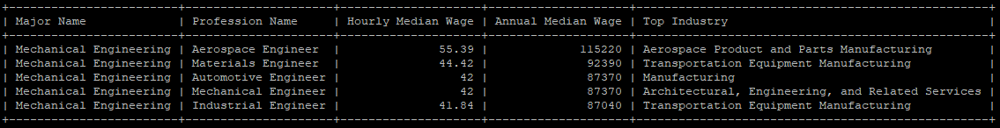 +-------------------------+---------------------+--------------------+--------------------+-------------------------------------------------+
| Major Name             | Profession Name     | Hourly Median Wage | Annual Median Wage | Top Industry                                    |
+-------------------------+---------------------+--------------------+--------------------+-------------------------------------------------+
| Mechanical Engineering | Aerospace Engineer  |              55.39 |             115220 | Aerospace Product and Parts Manufacturing       |
| Mechanical Engineering | Materials Engineer  |              44.42 |              92390 | Transportation Equipment Manufacturing          |
| Mechanical Engineering | Automotive Engineer |                 42 |              87370 | Manufacturing                                   |
| Mechanical Engineering | Mechanical Engineer |                 42 |              87370 | Architectural, Engineering, and Related Services |
| Mechanical Engineering | Industrial Engineer |              41.84 |              87040 | Transportation Equipment Manufacturing          |
+-------------------------+---------------------+--------------------+--------------------+-------------------------------------------------+